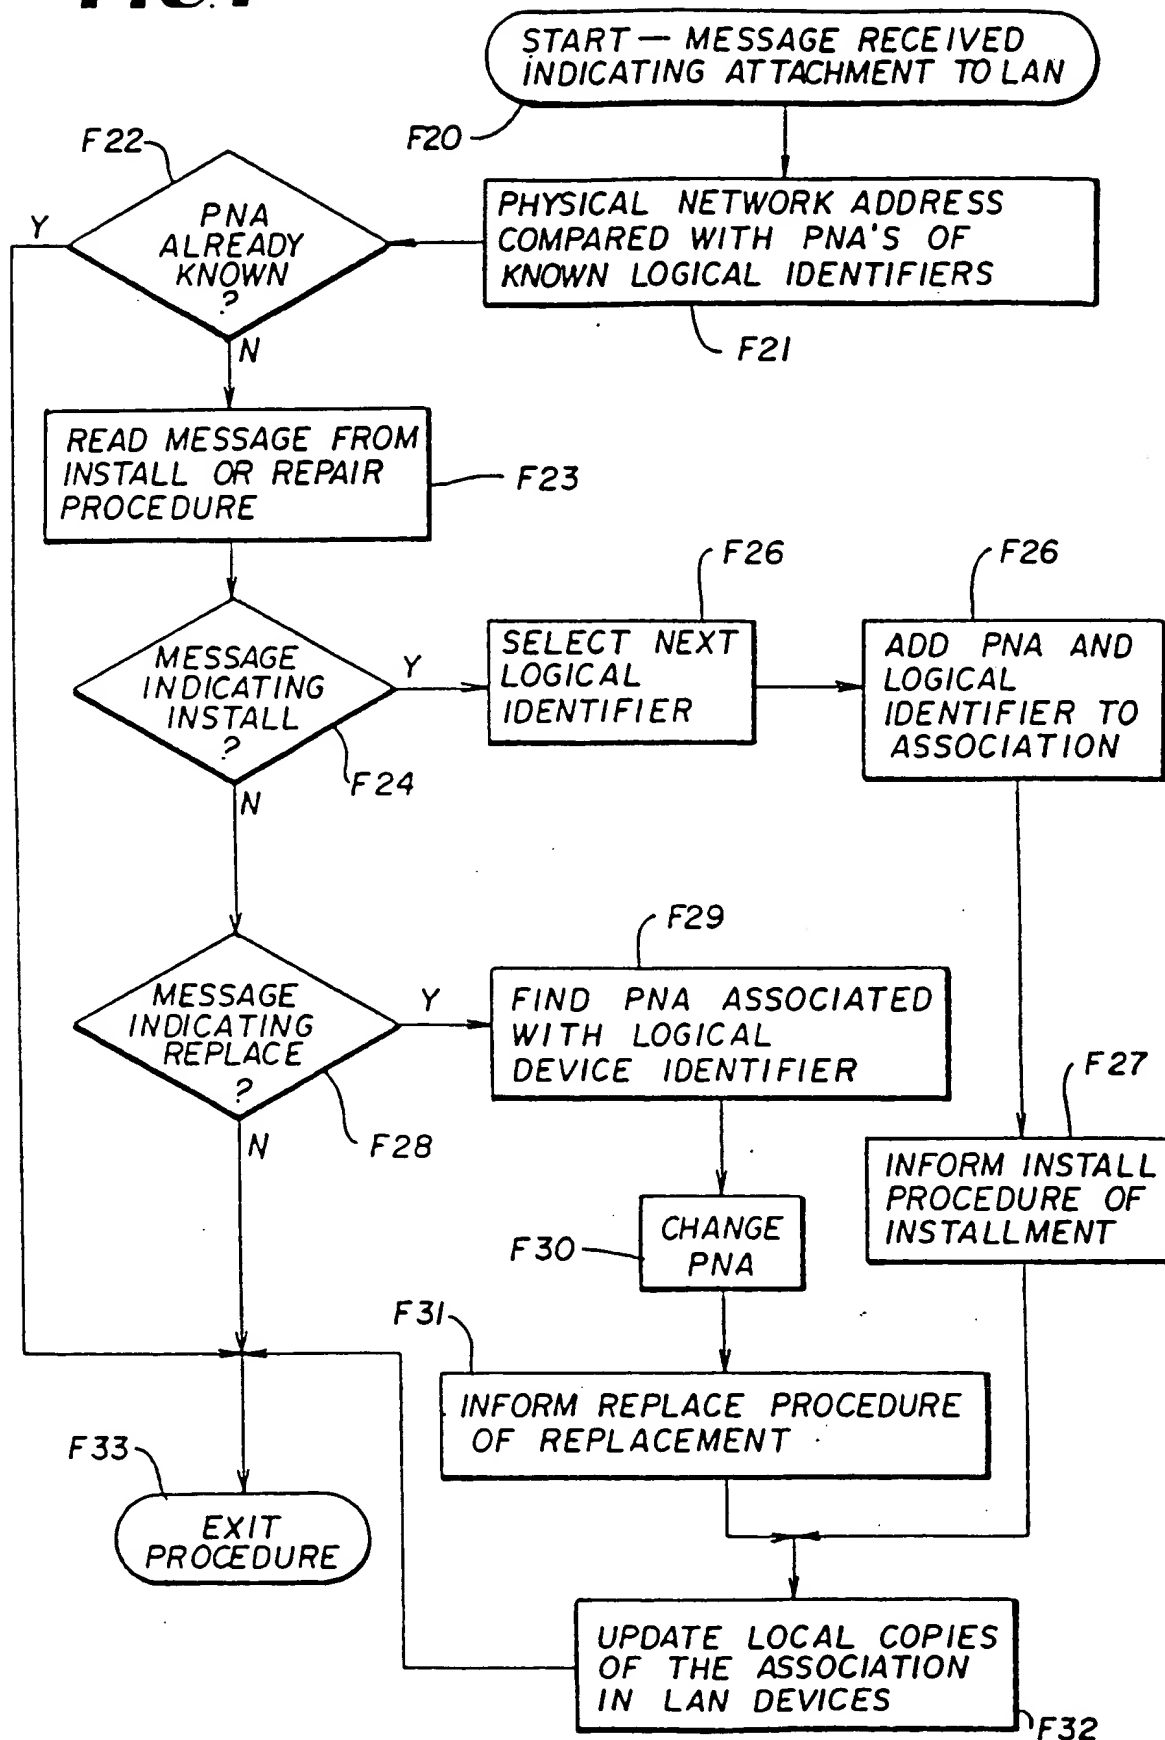 START — MESSAGE RECEIVED
INDICATING ATTACHMENT TO LAN
F20
F22
PHYSICAL NETWORK ADDRESS
COMPARED WITH PNA'S OF
KNOWN LOGICAL IDENTIFIERS
F21
Y
PNA
ALREADY
KNOWN
?
N
READ MESSAGE FROM
INSTALL OR REPAIR
PROCEDURE
F23
MESSAGE
INDICATING
INSTALL
?
Y
F24
N
F26
SELECT NEXT
LOGICAL
IDENTIFIER
F26
ADD PNA AND
LOGICAL
IDENTIFIER TO
ASSOCIATION
MESSAGE
INDICATING
REPLACE
?
Y
F28
N
F29
FIND PNA ASSOCIATED
WITH LOGICAL
DEVICE IDENTIFIER
F27
INFORM INSTALL
PROCEDURE OF
INSTALLMENT
F30
CHANGE
PNA
F31
INFORM REPLACE PROCEDURE
OF REPLACEMENT
F33
EXIT
PROCEDURE
UPDATE LOCAL COPIES
OF THE ASSOCIATION
IN LAN DEVICES
F32